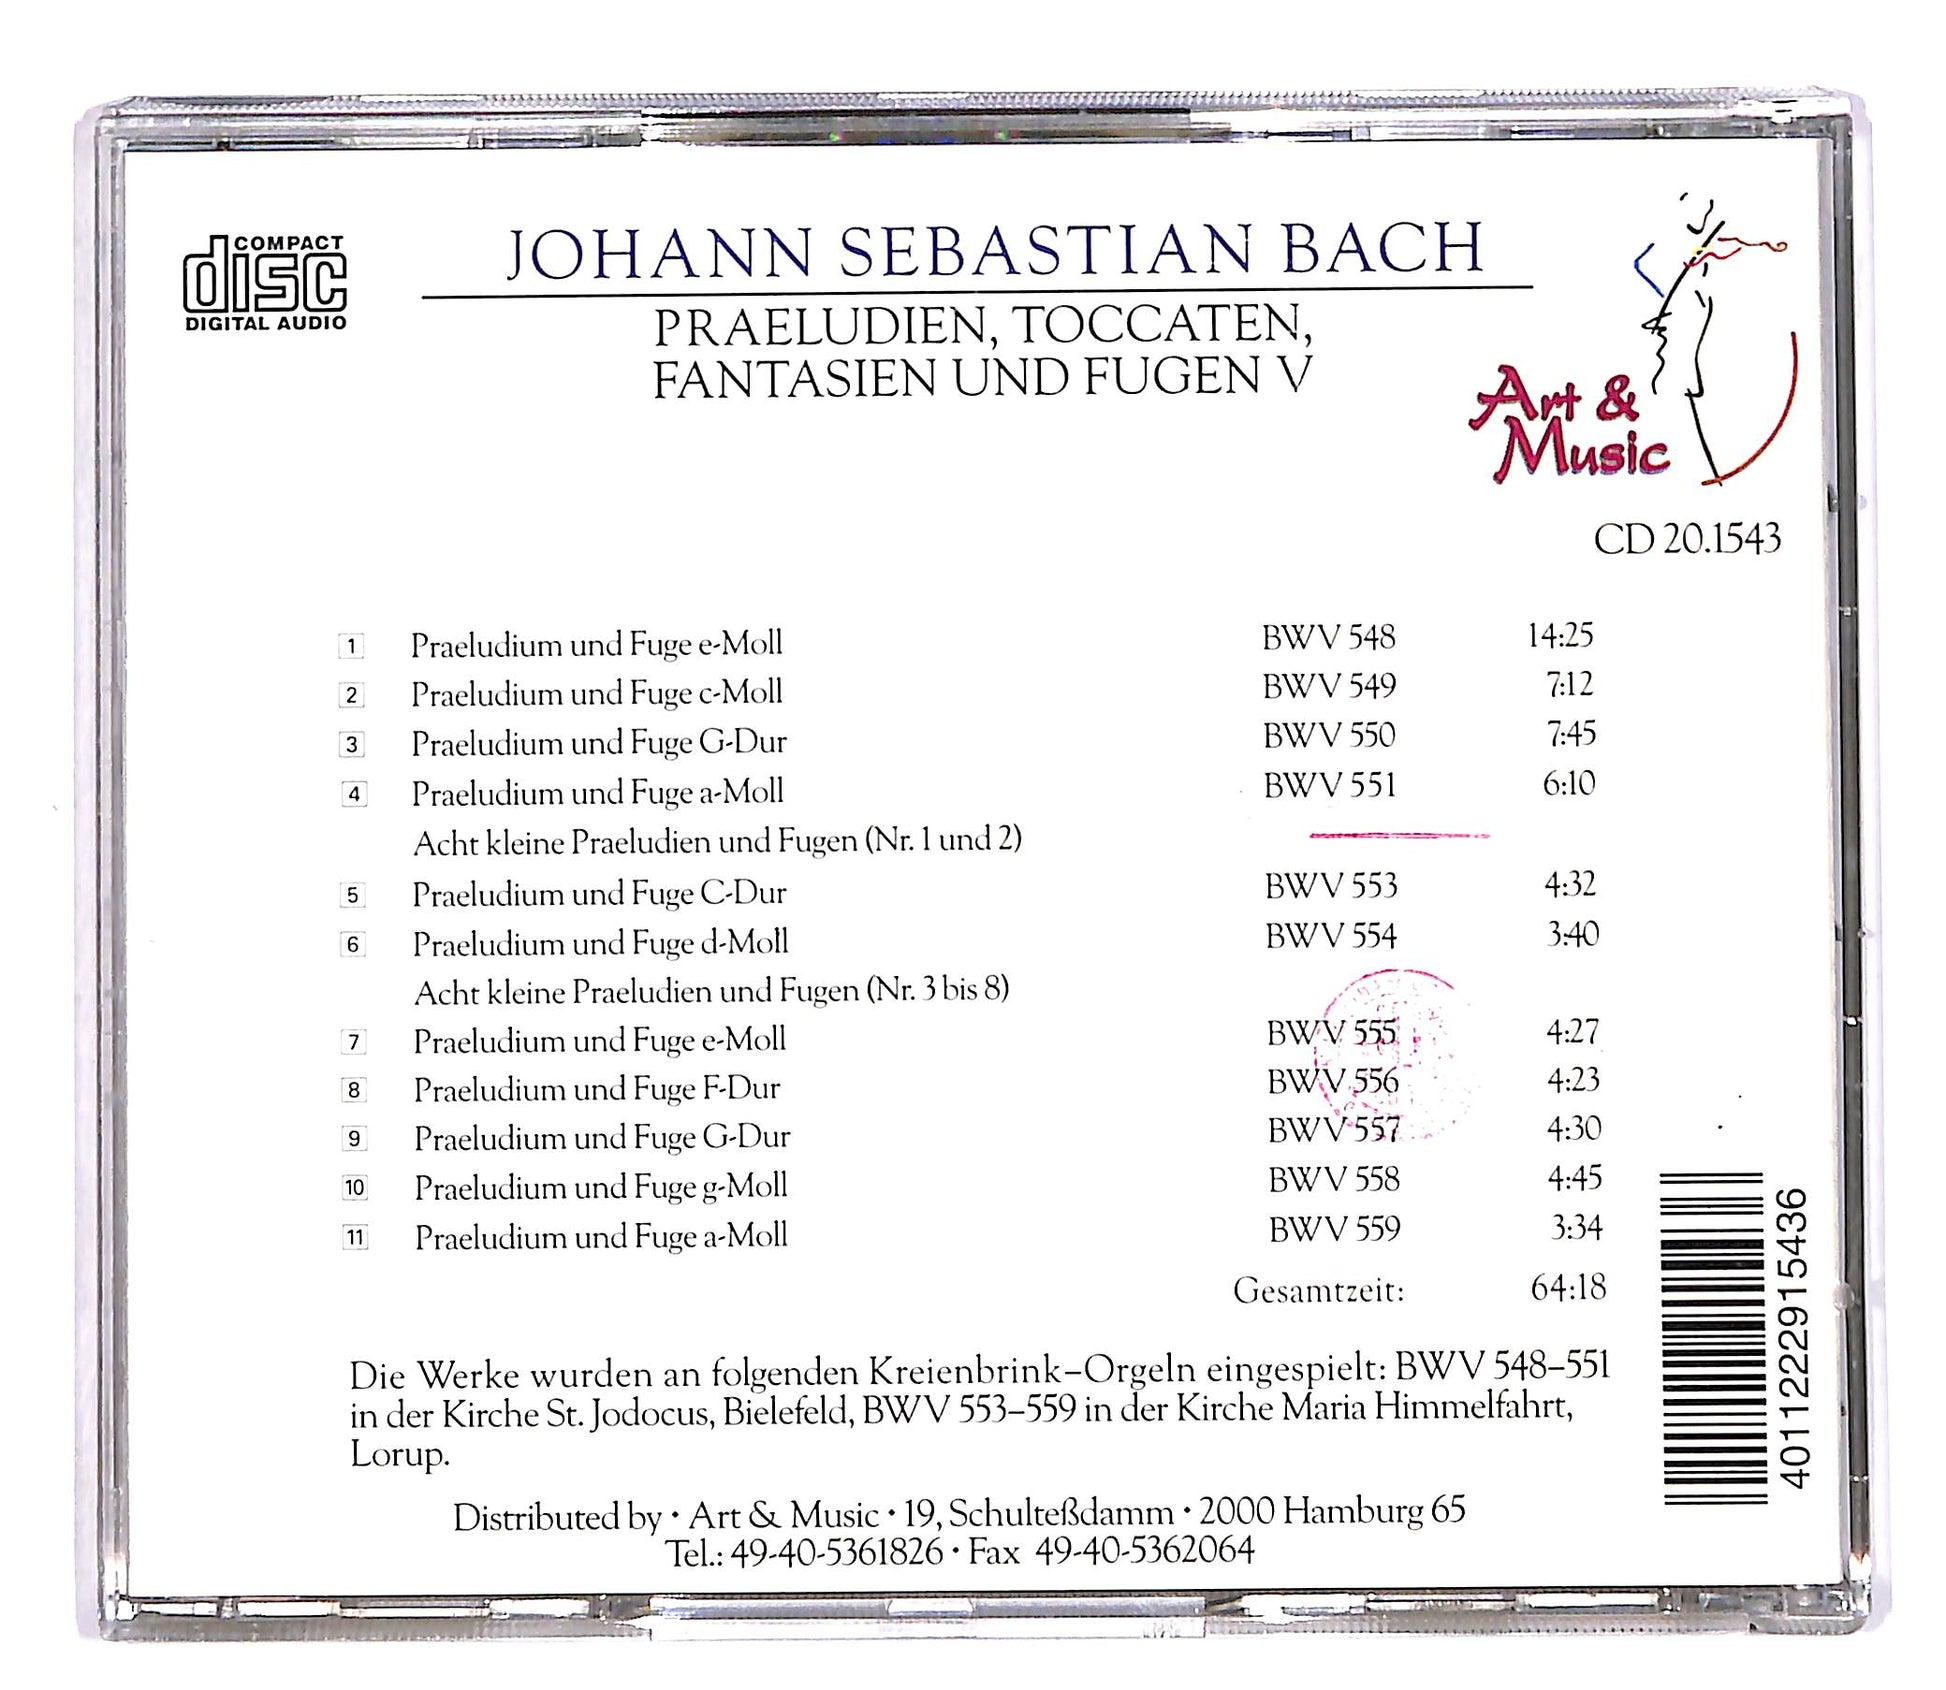 COMPACT
disc
DIGITAL AUDIO
JOHANN SEBASTIAN BACH
PRAELUDIEN, TOCCATEN,
FANTASIEN UND FUGEN V
Art &
Music
CD 20.1543
1 Praeludium und Fuge e-Moll BWV 548 14:25
2 Praeludium und Fuge c-Moll BWV 549 7:12
3 Praeludium und Fuge G-Dur BWV 550 7:45
4 Praeludium und Fuge a-Moll BWV 551 6:10
Acht kleine Praeludien und Fugen (Nr. 1 und 2)
5 Praeludium und Fuge C-Dur BWV 553 4:32
6 Praeludium und Fuge d-Moll BWV 554 3:40
Acht kleine Praeludien und Fugen (Nr. 3 bis 8)
7 Praeludium und Fuge e-Moll BWV 555 4:27
8 Praeludium und Fuge F-Dur BWV 556 4:23
9 Praeludium und Fuge G-Dur BWV 557 4:30
10 Praeludium und Fuge g-Moll BWV 558 4:45
11 Praeludium und Fuge a-Moll BWV 559 3:34
Gesamtzeit: 64:18
Die Werke wurden an folgenden Kreienbrink-Orgeln eingespielt: BWV 548–551
in der Kirche St. Jodocus, Bielefeld, BWV 553–559 in der Kirche Maria Himmelfahrt,
Lorup.
Distributed by · Art & Music · 19, Schulteßdamm · 2000 Hamburg 65
Tel.: 49-40-5361826 · Fax 49-40-5362064
4011222915436